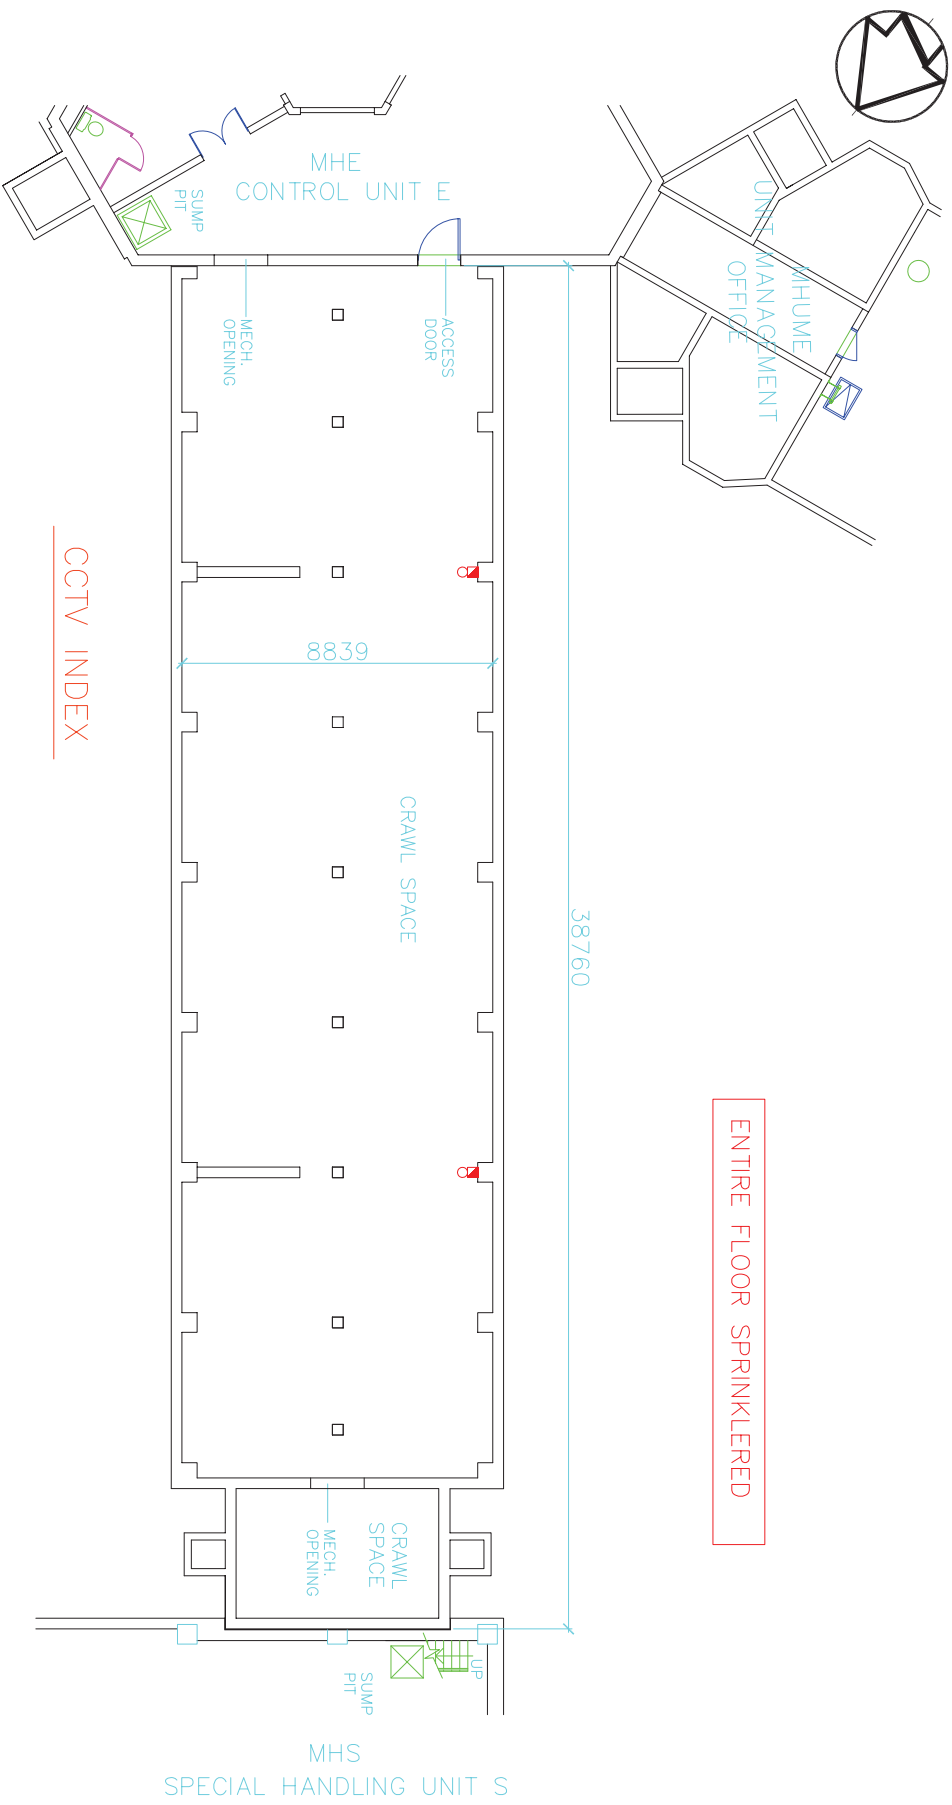 MHE
CONTROL UNIT E
SUMP
PIT
MHUME
UNIT MANAGEMENT
OFFICE
MECH.
OPENING
ACCESS
DOOR
CCTV INDEX
8839
CRAWL SPACE
38760
ENTIRE FLOOR SPRINKLERED
CRAWL
SPACE
MECH.
OPENING
UP
SUMP
PIT
MHS
SPECIAL HANDLING UNIT S